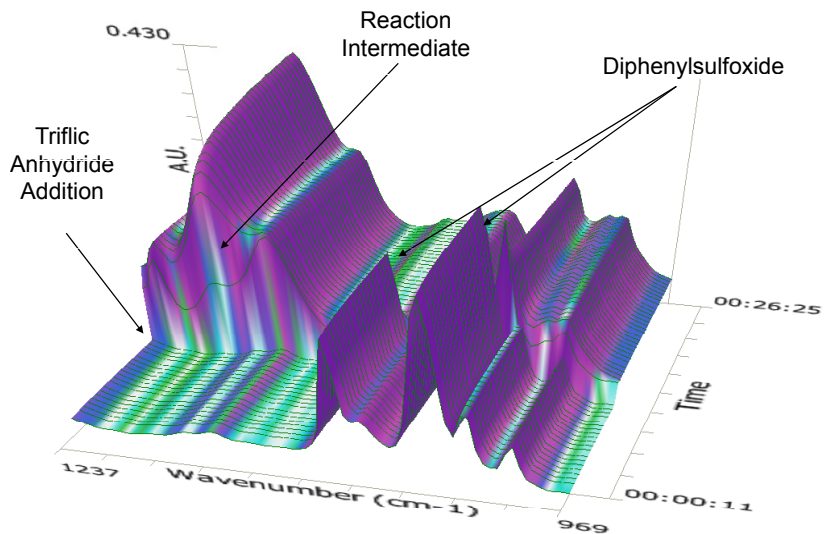 0.430
Reaction
Intermediate
Diphenylsulfoxide
Triflic
Anhydride
Addition
A.U.
00:26:25
Time
00:00:11
1237
Wavenumber (cm-1)
969